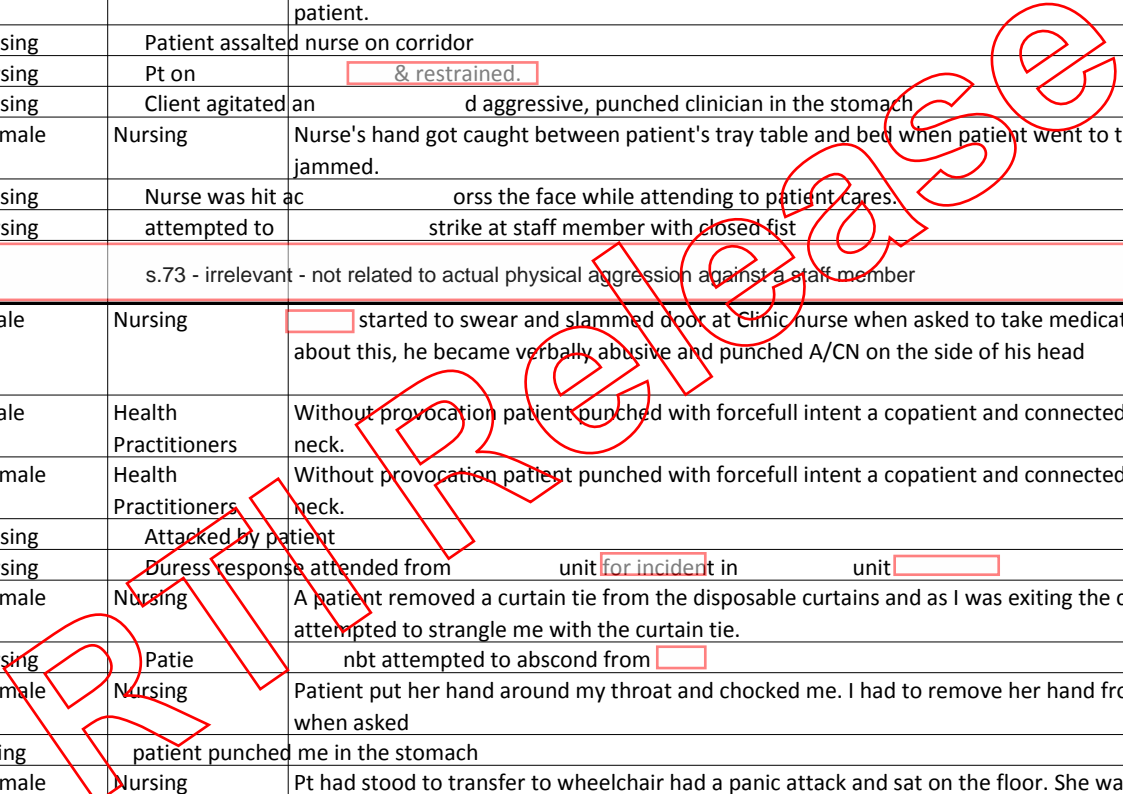 patient.
sing Patient assalted nurse on corridor
sing Pt on & restrained.
sing Client agitated an d aggressive, punched clinician in the stomach
male Nursing Nurse's hand got caught between patient's tray table and bed when patient went to t
jammed.
sing Nurse was hit ac orss the face while attending to patient cares.
sing attempted to strike at staff member with closed fist
s.73 - irrelevant - not related to actual physical aggression against a staff member
ale Nursing started to swear and slammed door at Clinic nurse when asked to take medicat
about this, he became verbally abusive and punched A/CN on the side of his head
ale Health Without provocation patient punched with forcefull intent a copatient and connected
Practitioners neck.
male Health Without provocation patient punched with forcefull intent a copatient and connected
Practitioners neck.
sing Attacked by patient
sing Duress response attended from unit for incident in unit
male Nursing A patient removed a curtain tie from the disposable curtains and as I was exiting the c
attempted to strangle me with the curtain tie.
sing Patie nbt attempted to abscond from
male Nursing Patient put her hand around my throat and chocked me. I had to remove her hand fro
when asked
ing patient punched me in the stomach
male Nursing Pt had stood to transfer to wheelchair had a panic attack and sat on the floor. She wa
RTI Release